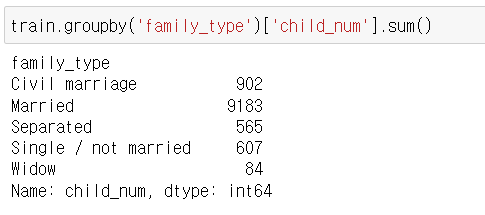 train.groupby('family_type')['child_num'].sum()
family_type
Civil marriage 902
Married 9183
Separated 565
Single / not married 607
Widow 84
Name: child_num, dtype: int64